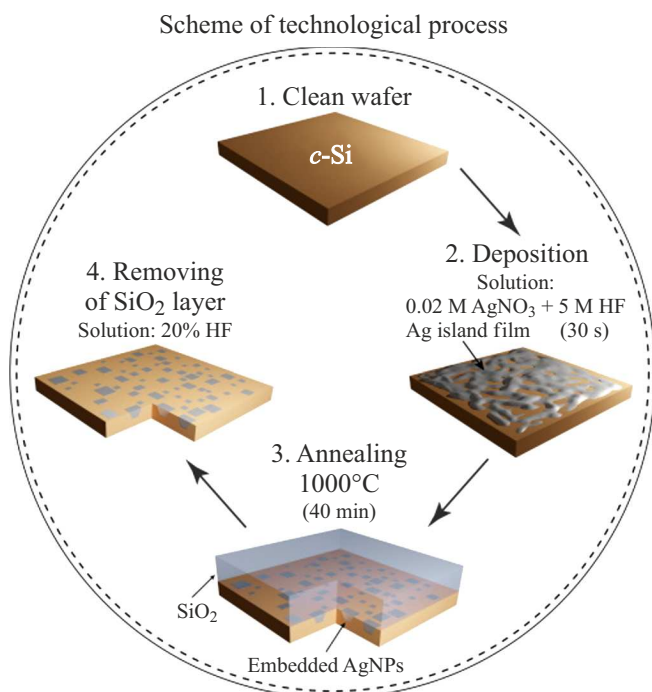 Scheme of technological process
1. Clean wafer
c-Si
2. Deposition
Solution:
0.02 M AgNO₃ + 5 M HF
Ag island film (30 s)
3. Annealing
1000°C
(40 min)
SiO₂
Embedded AgNPs
4. Removing
of SiO₂ layer
Solution: 20% HF